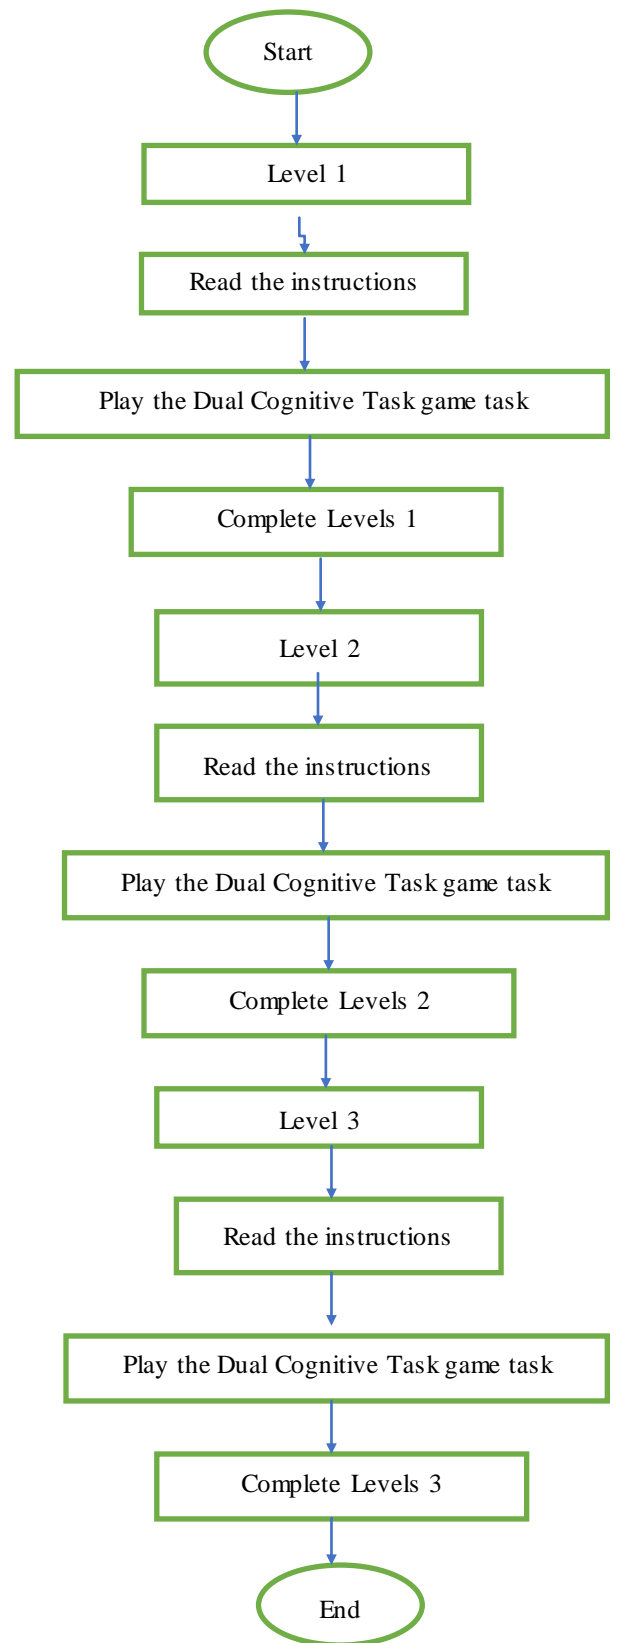 Start
Level 1
Read the instructions
Play the Dual Cognitive Task game task
Complete Levels 1
Level 2
Read the instructions
Play the Dual Cognitive Task game task
Complete Levels 2
Level 3
Read the instructions
Play the Dual Cognitive Task game task
Complete Levels 3
End